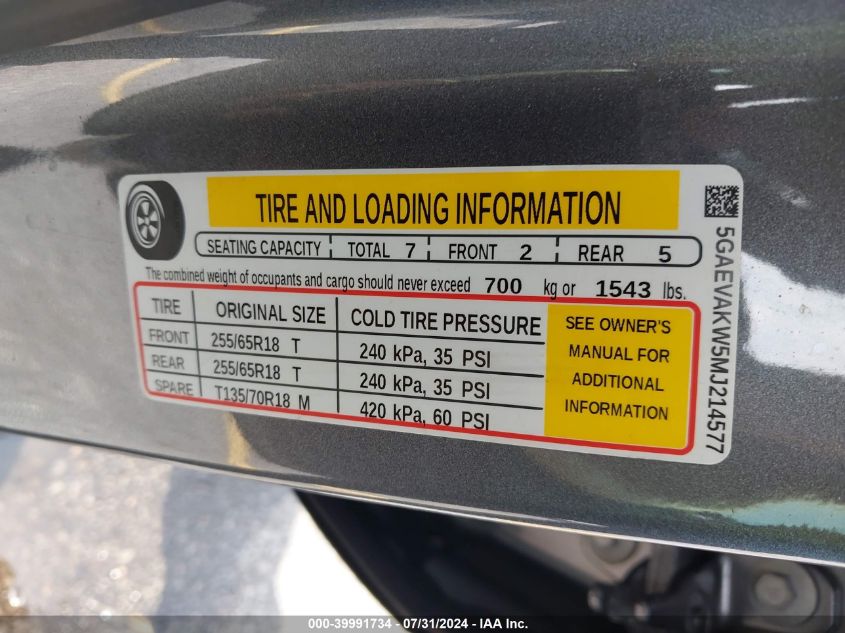 TIRE AND LOADING INFORMATION
SEATING CAPACITY TOTAL 7 FRONT 2 REAR 5
The combined weight of occupants and cargo should never exceed 700 kg or 1543 lbs.
TIRE ORIGINAL SIZE COLD TIRE PRESSURE
FRONT 255/65R18 T 240 kPa, 35 PSI
REAR 255/65R18 T 240 kPa, 35 PSI
SPARE T135/70R18 M 420 kPa, 60 PSI
SEE OWNER'S
MANUAL FOR
ADDITIONAL
INFORMATION
5GAEVAKW5MJ214577
000-39991734 - 07/31/2024 - IAA Inc.